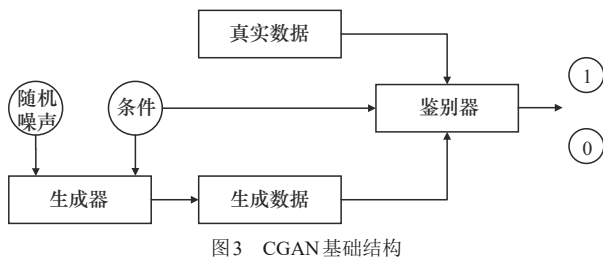 真实数据
1
随机
噪声
条件
鉴别器
0
生成器
生成数据
图3 CGAN基础结构